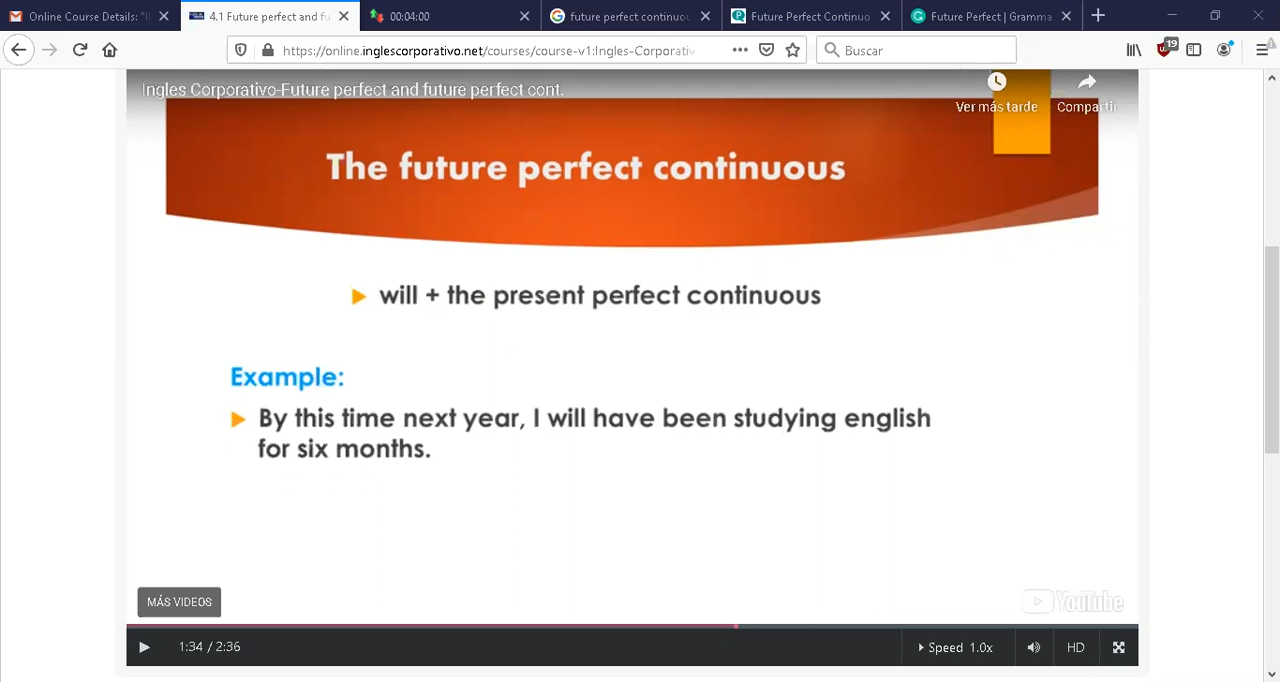 Online Course Details: "I
4.1 Future perfect and fu
00:04:00
future perfect continuou
Future Perfect Continuo
Future Perfect | Gramma
https://online.inglescorporativo.net/courses/course-v1:Ingles-Corporativ
Buscar
19
Ingles Corporativo-Future perfect and future perfect cont.
Ver más tarde
Compartir
The future perfect continuous
will + the present perfect continuous
Example:
By this time next year, I will have been studying english
for six months.
MÁS VIDEOS
YouTube
1:34 / 2:36
Speed 1.0x
HD